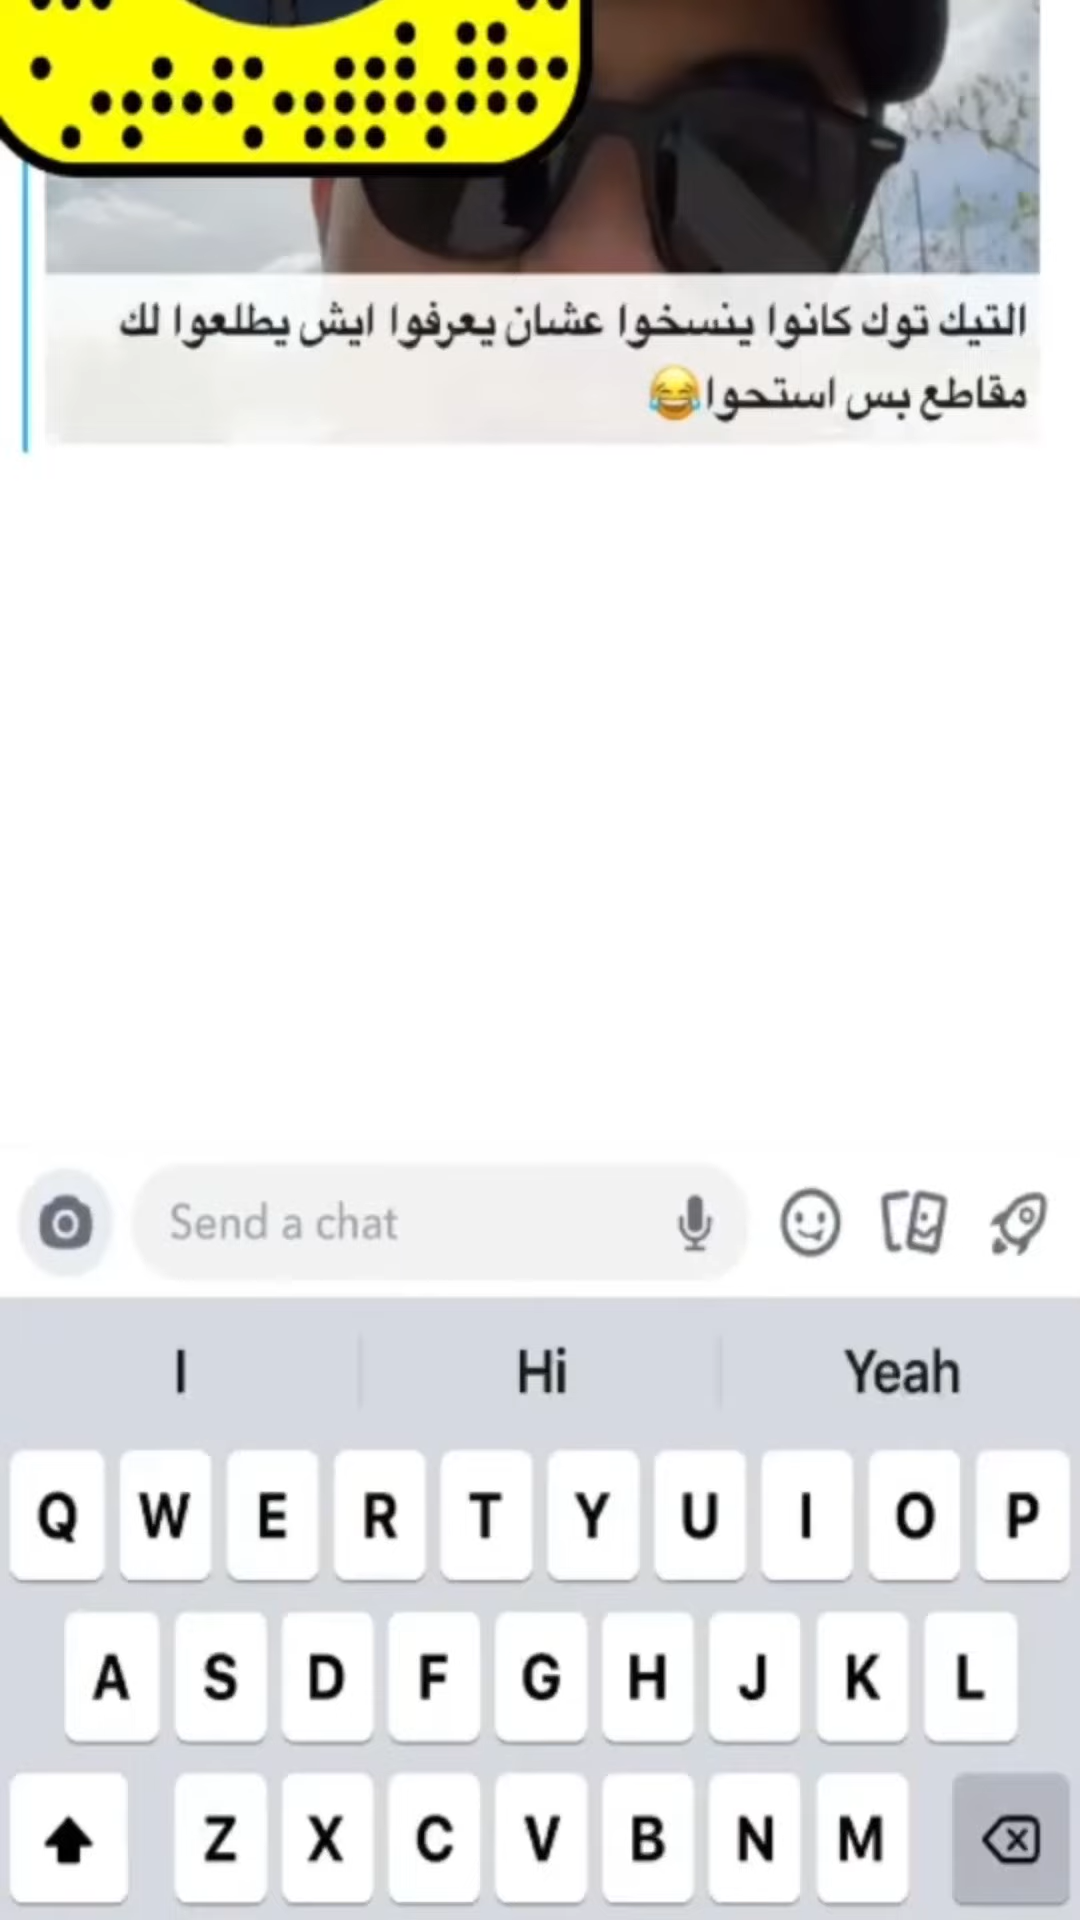 التيك توك كانوا ينسخوا عشان يعرفوا ايش يطلعوا لك
مقاطع بس استحوا😂
Send a chat
I Hi Yeah
Q W E R T Y U I O P
A S D F G H J K L
Z X C V B N M